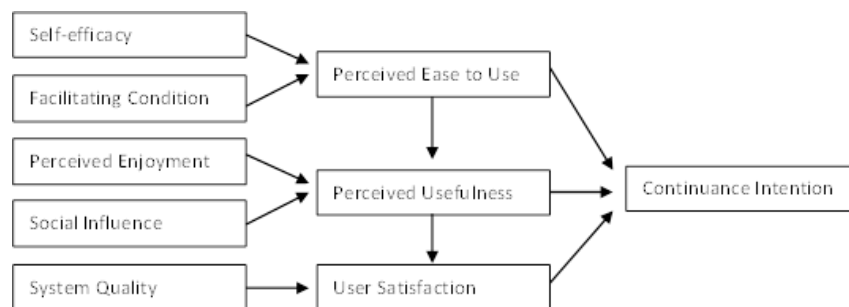 Self-efficacy
Facilitating Condition
Perceived Enjoyment
Social Influence
System Quality
Perceived Ease to Use
Perceived Usefulness
User Satisfaction
Continuance Intention